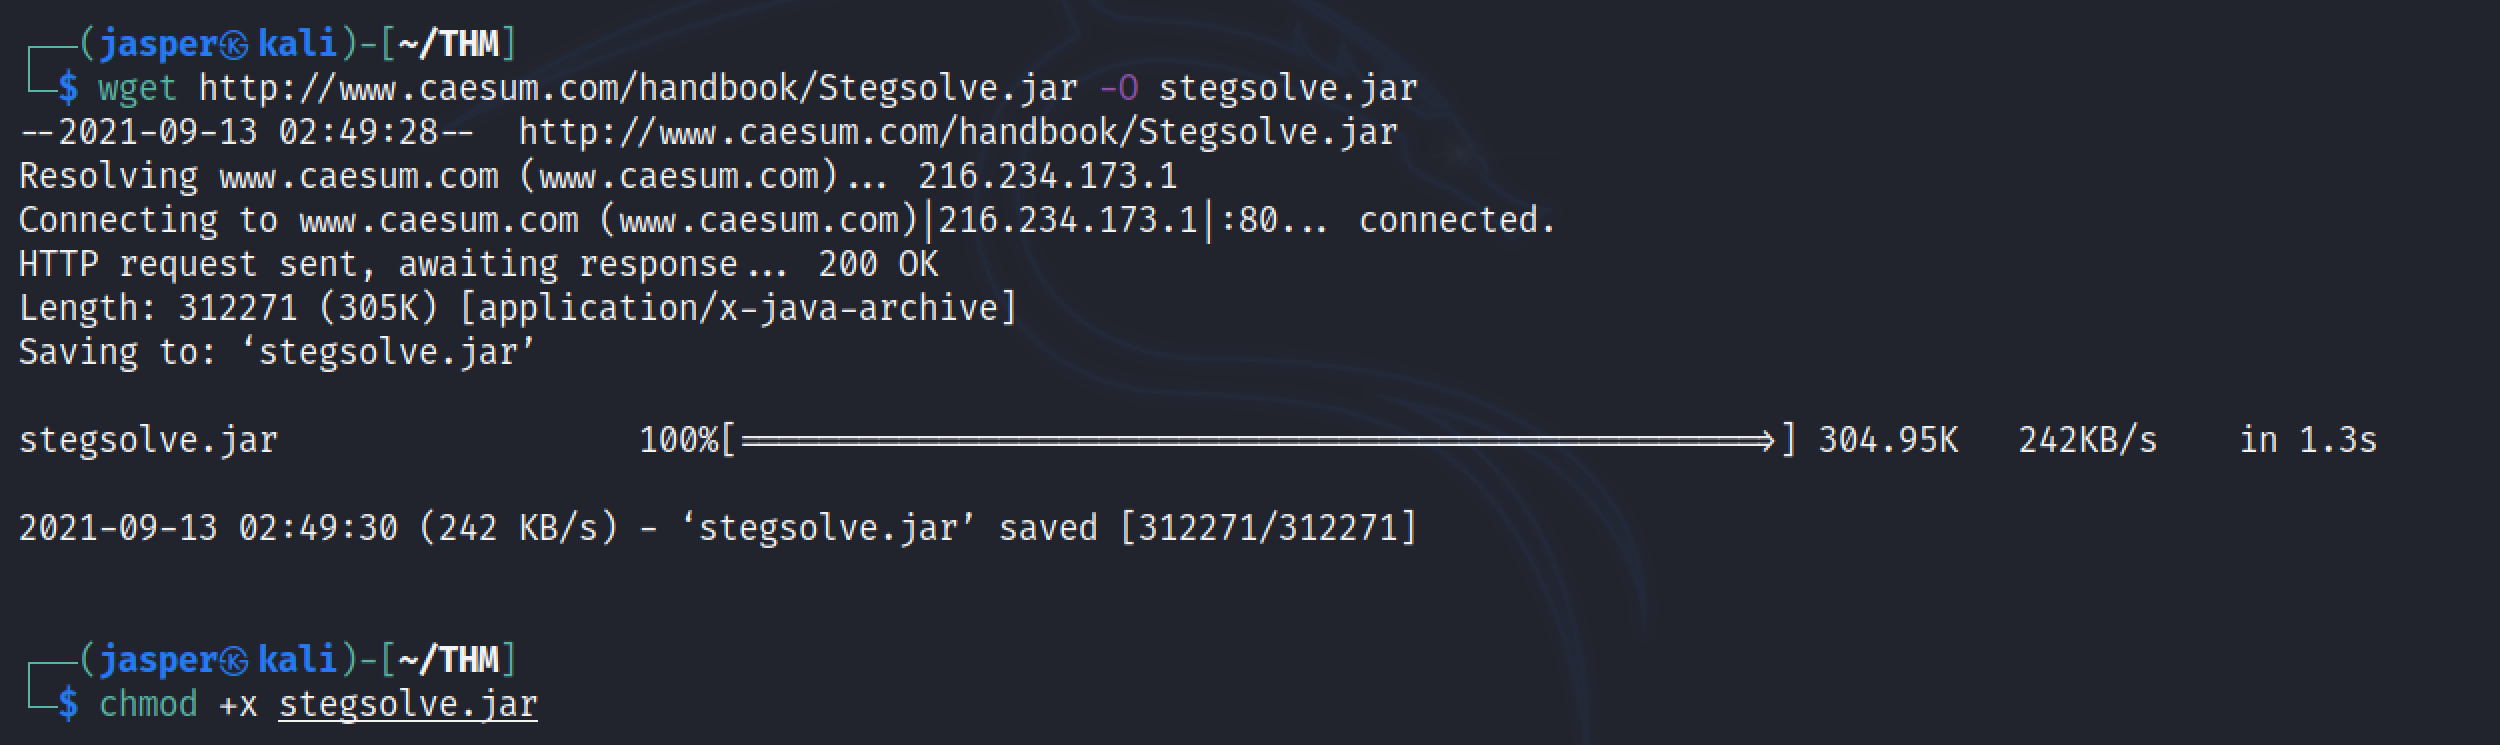 ┌──(jasper㉿kali)-[~/THM]
└─$ wget http://www.caesum.com/handbook/Stegsolve.jar -O stegsolve.jar
--2021-09-13 02:49:28--  http://www.caesum.com/handbook/Stegsolve.jar
Resolving www.caesum.com (www.caesum.com)... 216.234.173.1
Connecting to www.caesum.com (www.caesum.com)|216.234.173.1|:80... connected.
HTTP request sent, awaiting response... 200 OK
Length: 312271 (305K) [application/x-java-archive]
Saving to: ‘stegsolve.jar’
stegsolve.jar                  100%[===================================================>] 304.95K   242KB/s    in 1.3s
2021-09-13 02:49:30 (242 KB/s) - ‘stegsolve.jar’ saved [312271/312271]
┌──(jasper㉿kali)-[~/THM]
└─$ chmod +x stegsolve.jar